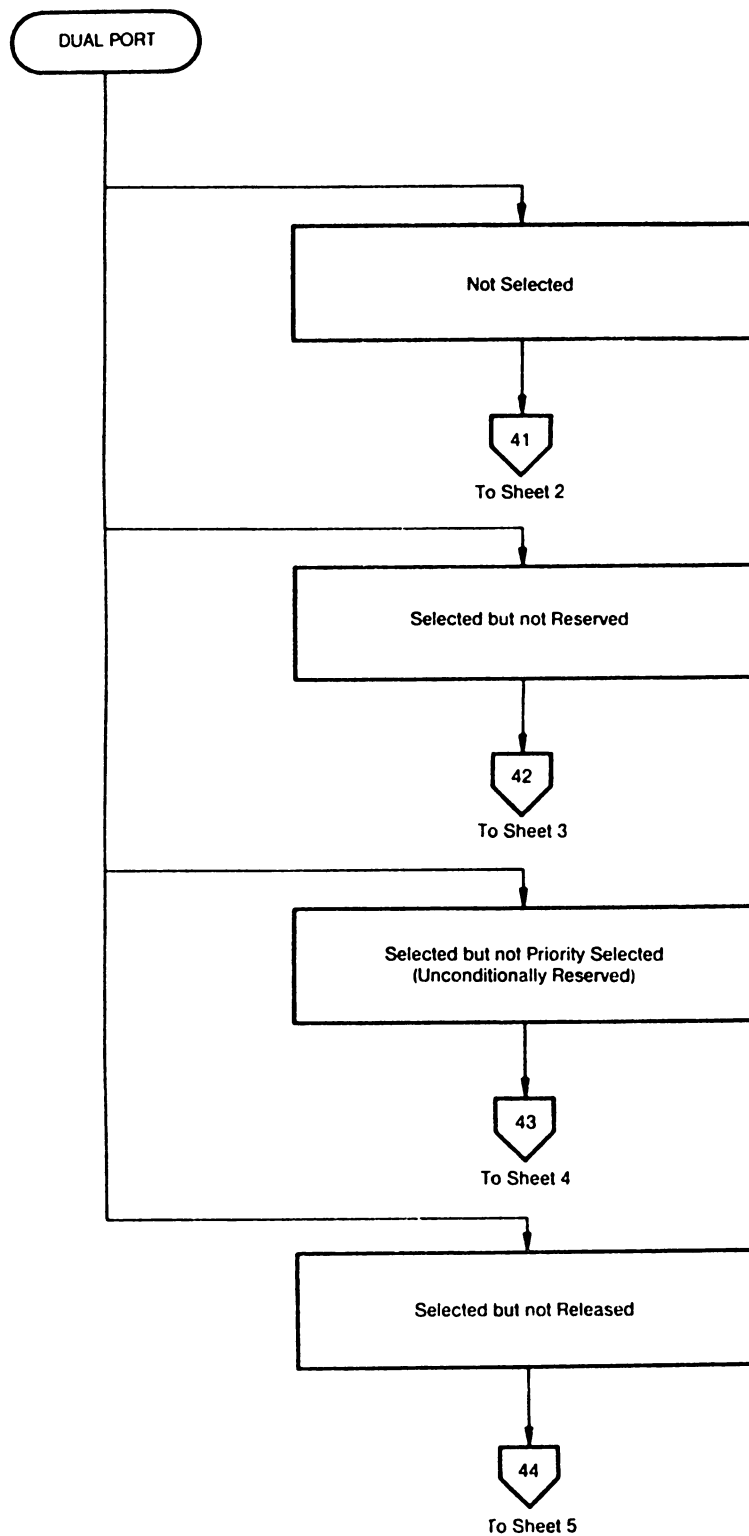 DUAL PORT
Not Selected
41
To Sheet 2
Selected but not Reserved
42
To Sheet 3
Selected but not Priority Selected
(Unconditionally Reserved)
43
To Sheet 4
Selected but not Released
44
To Sheet 5